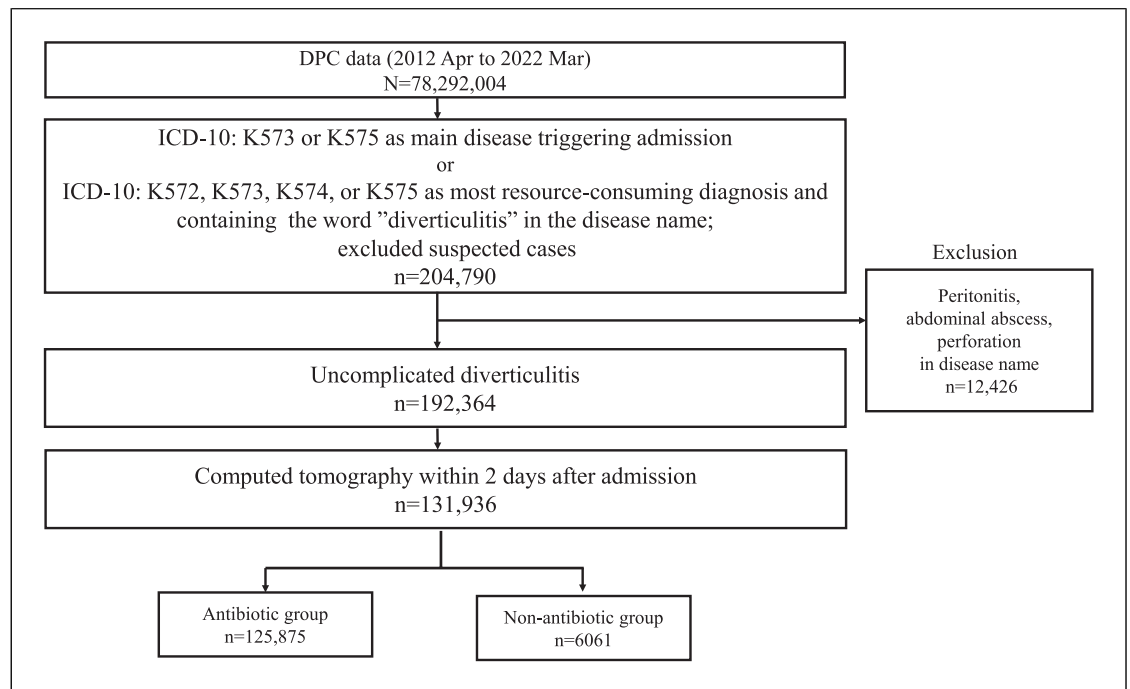 DPC data (2012 Apr to 2022 Mar)
N=78,292,004
ICD-10: K573 or K575 as main disease triggering admission
or
ICD-10: K572, K573, K574, or K575 as most resource-consuming diagnosis and
containing the word ”diverticulitis” in the disease name;
excluded suspected cases
n=204,790
Exclusion
Peritonitis,
abdominal abscess,
perforation
in disease name
n=12,426
Uncomplicated diverticulitis
n=192,364
Computed tomography within 2 days after admission
n=131,936
Antibiotic group
n=125,875
Non-antibiotic group
n=6061